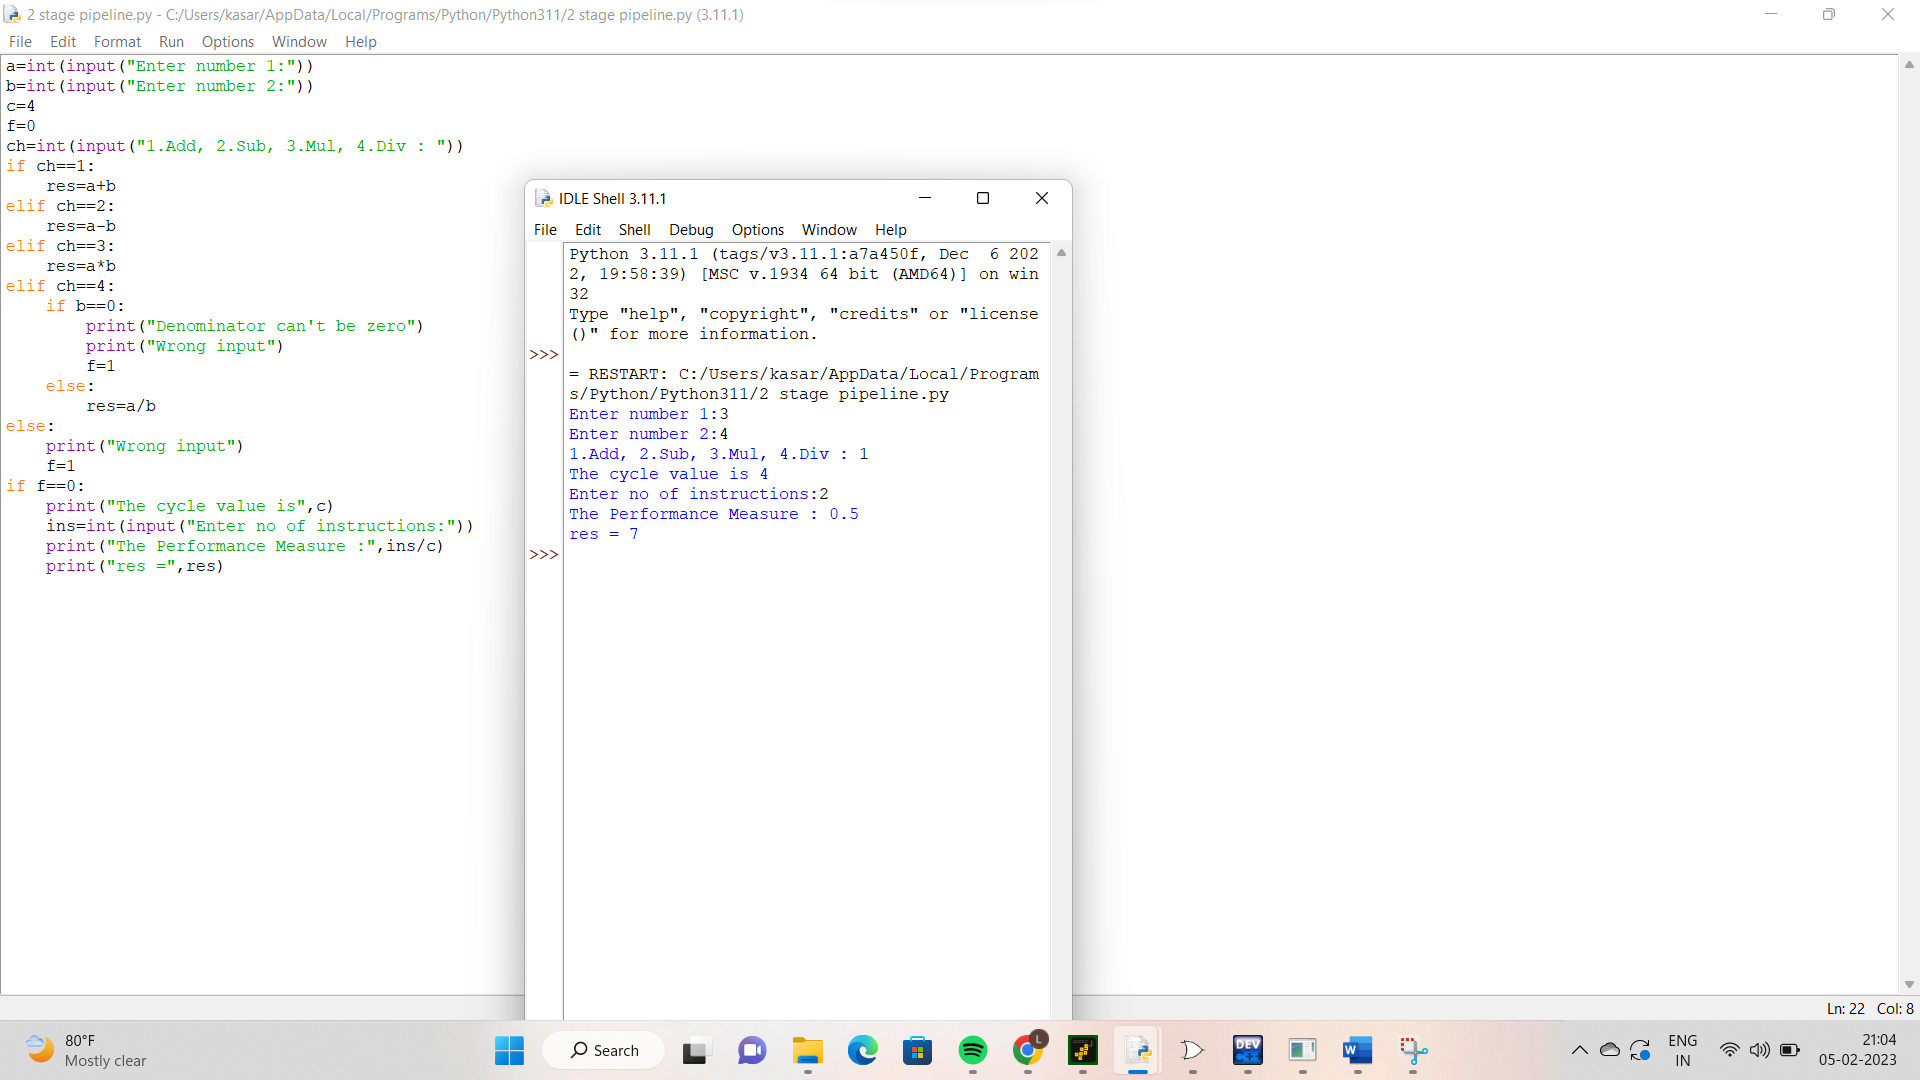 2 stage pipeline.py - C:/Users/kasar/AppData/Local/Programs/Python/Python311/2 stage pipeline.py (3.11.1)
File Edit Format Run Options Window Help
a=int(input("Enter number 1:"))
b=int(input("Enter number 2:"))
c=4
f=0
ch=int(input("1.Add, 2.Sub, 3.Mul, 4.Div : "))
if ch==1:
    res=a+b
elif ch==2:
    res=a-b
elif ch==3:
    res=a*b
elif ch==4:
    if b==0:
        print("Denominator can't be zero")
        print("Wrong input")
        f=1
    else:
        res=a/b
else:
    print("Wrong input")
    f=1
if f==0:
    print("The cycle value is",c)
    ins=int(input("Enter no of instructions:"))
    print("The Performance Measure :",ins/c)
    print("res =",res)
IDLE Shell 3.11.1
File Edit Shell Debug Options Window Help
Python 3.11.1 (tags/v3.11.1:a7a450f, Dec  6 202
2, 19:58:39) [MSC v.1934 64 bit (AMD64)] on win
32
Type "help", "copyright", "credits" or "license
()" for more information.
>>>
= RESTART: C:/Users/kasar/AppData/Local/Program
s/Python/Python311/2 stage pipeline.py
Enter number 1:3
Enter number 2:4
1.Add, 2.Sub, 3.Mul, 4.Div : 1
The cycle value is 4
Enter no of instructions:2
The Performance Measure : 0.5
res = 7
>>>
Ln: 22 Col: 8
80°F
Mostly clear
Search
L
DEV
C++
W
ENG
IN
21:04
05-02-2023